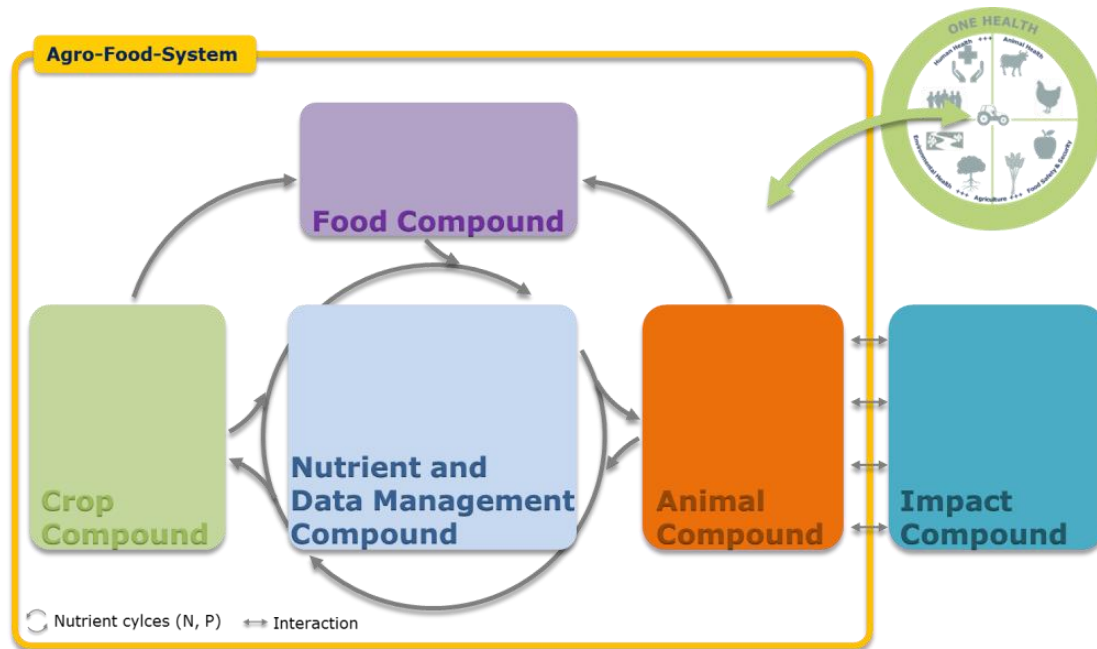 Agro-Food-System
ONE HEALTH
Human Health +++ Animal Health
Environmental Health +++ Agriculture +++ Food Safety & Security
Food Compound
Crop
Compound
Nutrient and
Data Management
Compound
Animal
Compound
Impact
Compound
Nutrient cylces (N, P)
Interaction